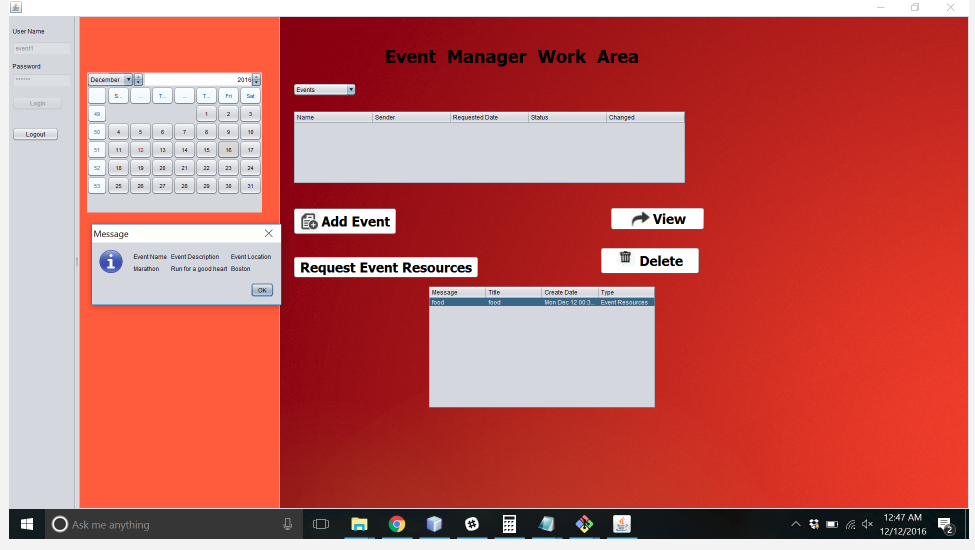 User Name
event1
Password
******
Login
Logout
December 2016
S... ... T... ... T... Fri Sat
49 1 2 3
50 4 5 6 7 8 9 10
51 11 12 13 14 15 16 17
52 18 19 20 21 22 23 24
53 25 26 27 28 29 30 31
Message
Event Name Event Description Event Location
Marathon Run for a good heart Boston
OK
Event Manager Work Area
Events
Name Sender Requested Date Status Changed
Add Event
View
Request Event Resources
Delete
Message Title Create Date Type
food food Mon Dec 12 00:3... Event Resources
Ask me anything
12:47 AM
12/12/2016
2